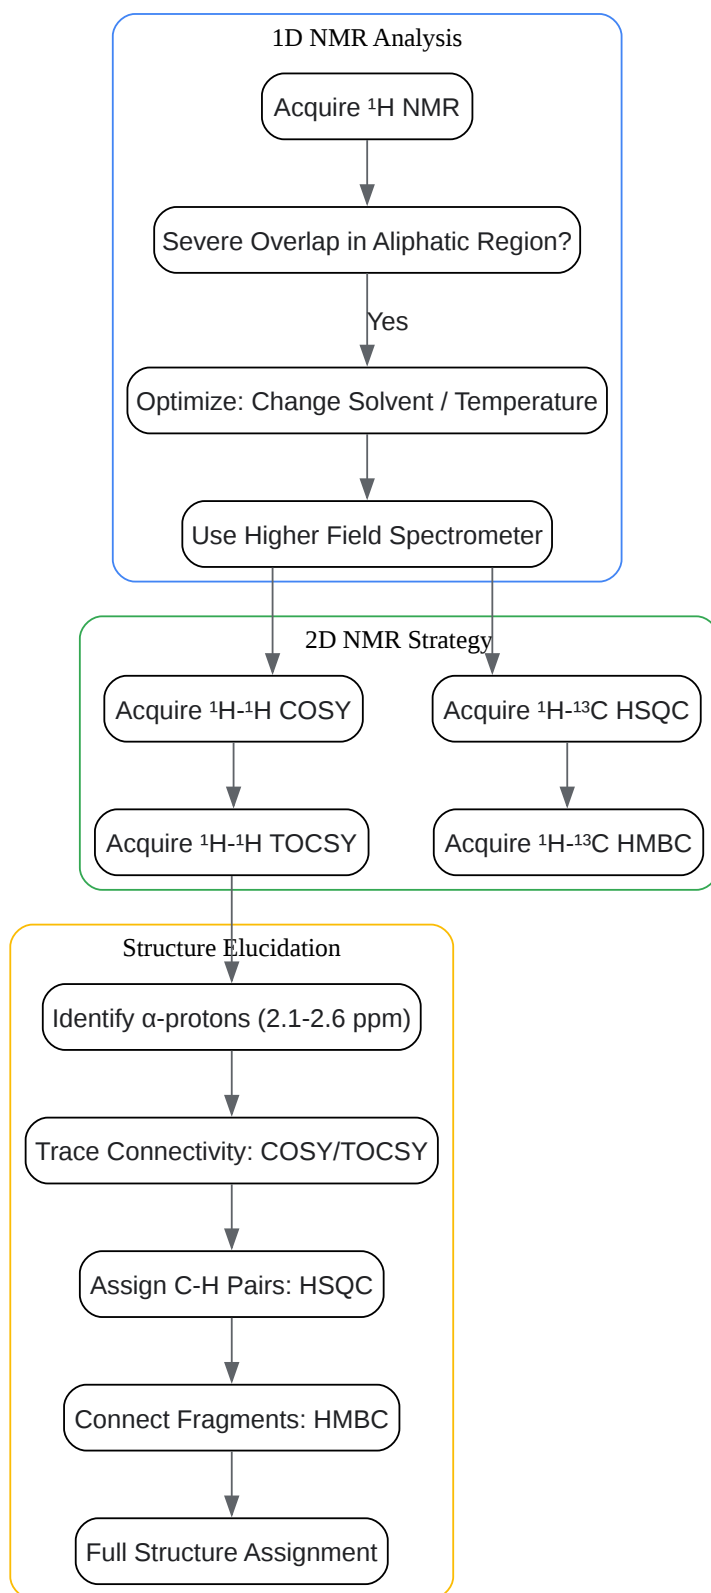 1D NMR Analysis
Acquire ¹H NMR
Severe Overlap in Aliphatic Region?
Yes
Optimize: Change Solvent / Temperature
Use Higher Field Spectrometer
2D NMR Strategy
Acquire ¹H-¹H COSY
Acquire ¹H-¹³C HSQC
Acquire ¹H-¹H TOCSY
Acquire ¹H-¹³C HMBC
Structure Elucidation
Identify α-protons (2.1-2.6 ppm)
Trace Connectivity: COSY/TOCSY
Assign C-H Pairs: HSQC
Connect Fragments: HMBC
Full Structure Assignment